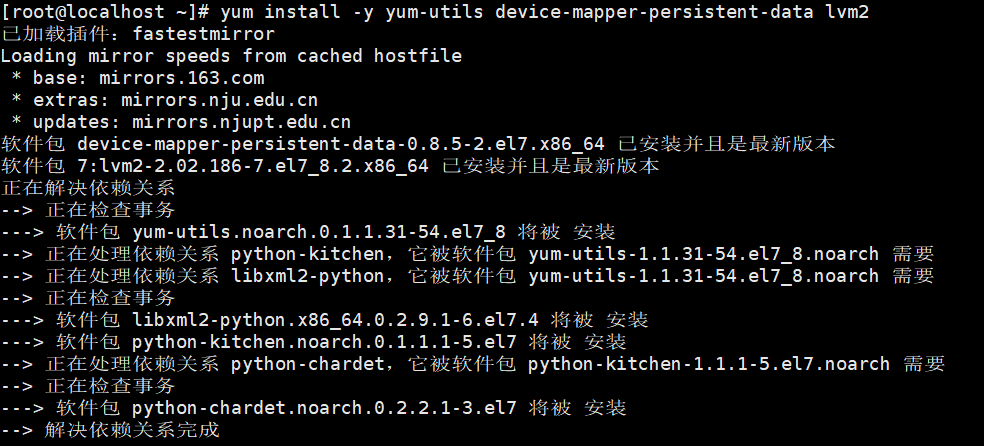 [root@localhost ~]# yum install -y yum-utils device-mapper-persistent-data lvm2
已加载插件：fastestmirror
Loading mirror speeds from cached hostfile
 * base: mirrors.163.com
 * extras: mirrors.nju.edu.cn
 * updates: mirrors.njupt.edu.cn
软件包 device-mapper-persistent-data-0.8.5-2.el7.x86_64 已安装并且是最新版本
软件包 7:lvm2-2.02.186-7.el7_8.2.x86_64 已安装并且是最新版本
正在解决依赖关系
--> 正在检查事务
---> 软件包 yum-utils.noarch.0.1.1.31-54.el7_8 将被 安装
--> 正在处理依赖关系 python-kitchen，它被软件包 yum-utils-1.1.31-54.el7_8.noarch 需要
--> 正在处理依赖关系 libxml2-python，它被软件包 yum-utils-1.1.31-54.el7_8.noarch 需要
--> 正在检查事务
---> 软件包 libxml2-python.x86_64.0.2.9.1-6.el7.4 将被 安装
---> 软件包 python-kitchen.noarch.0.1.1.1-5.el7 将被 安装
--> 正在处理依赖关系 python-chardet，它被软件包 python-kitchen-1.1.1-5.el7.noarch 需要
--> 正在检查事务
---> 软件包 python-chardet.noarch.0.2.2.1-3.el7 将被 安装
--> 解决依赖关系完成